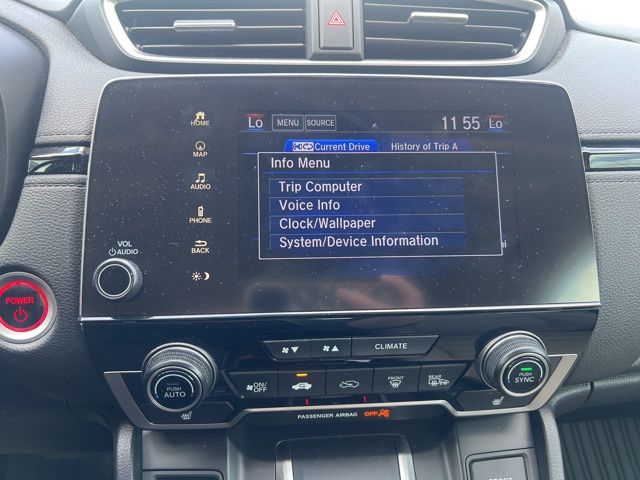 Lo MENU SOURCE 11 55 Lo
Current Drive History of Trip A
Info Menu
Trip Computer
Voice Info
Clock/Wallpaper
System/Device Information
HOME
MAP
AUDIO
PHONE
BACK
VOL
AUDIO
POWER
CLIMATE
PUSH
AUTO
ON/
OFF
FRONT
REAR
PUSH
SYNC
PASSENGER AIRBAG OFF